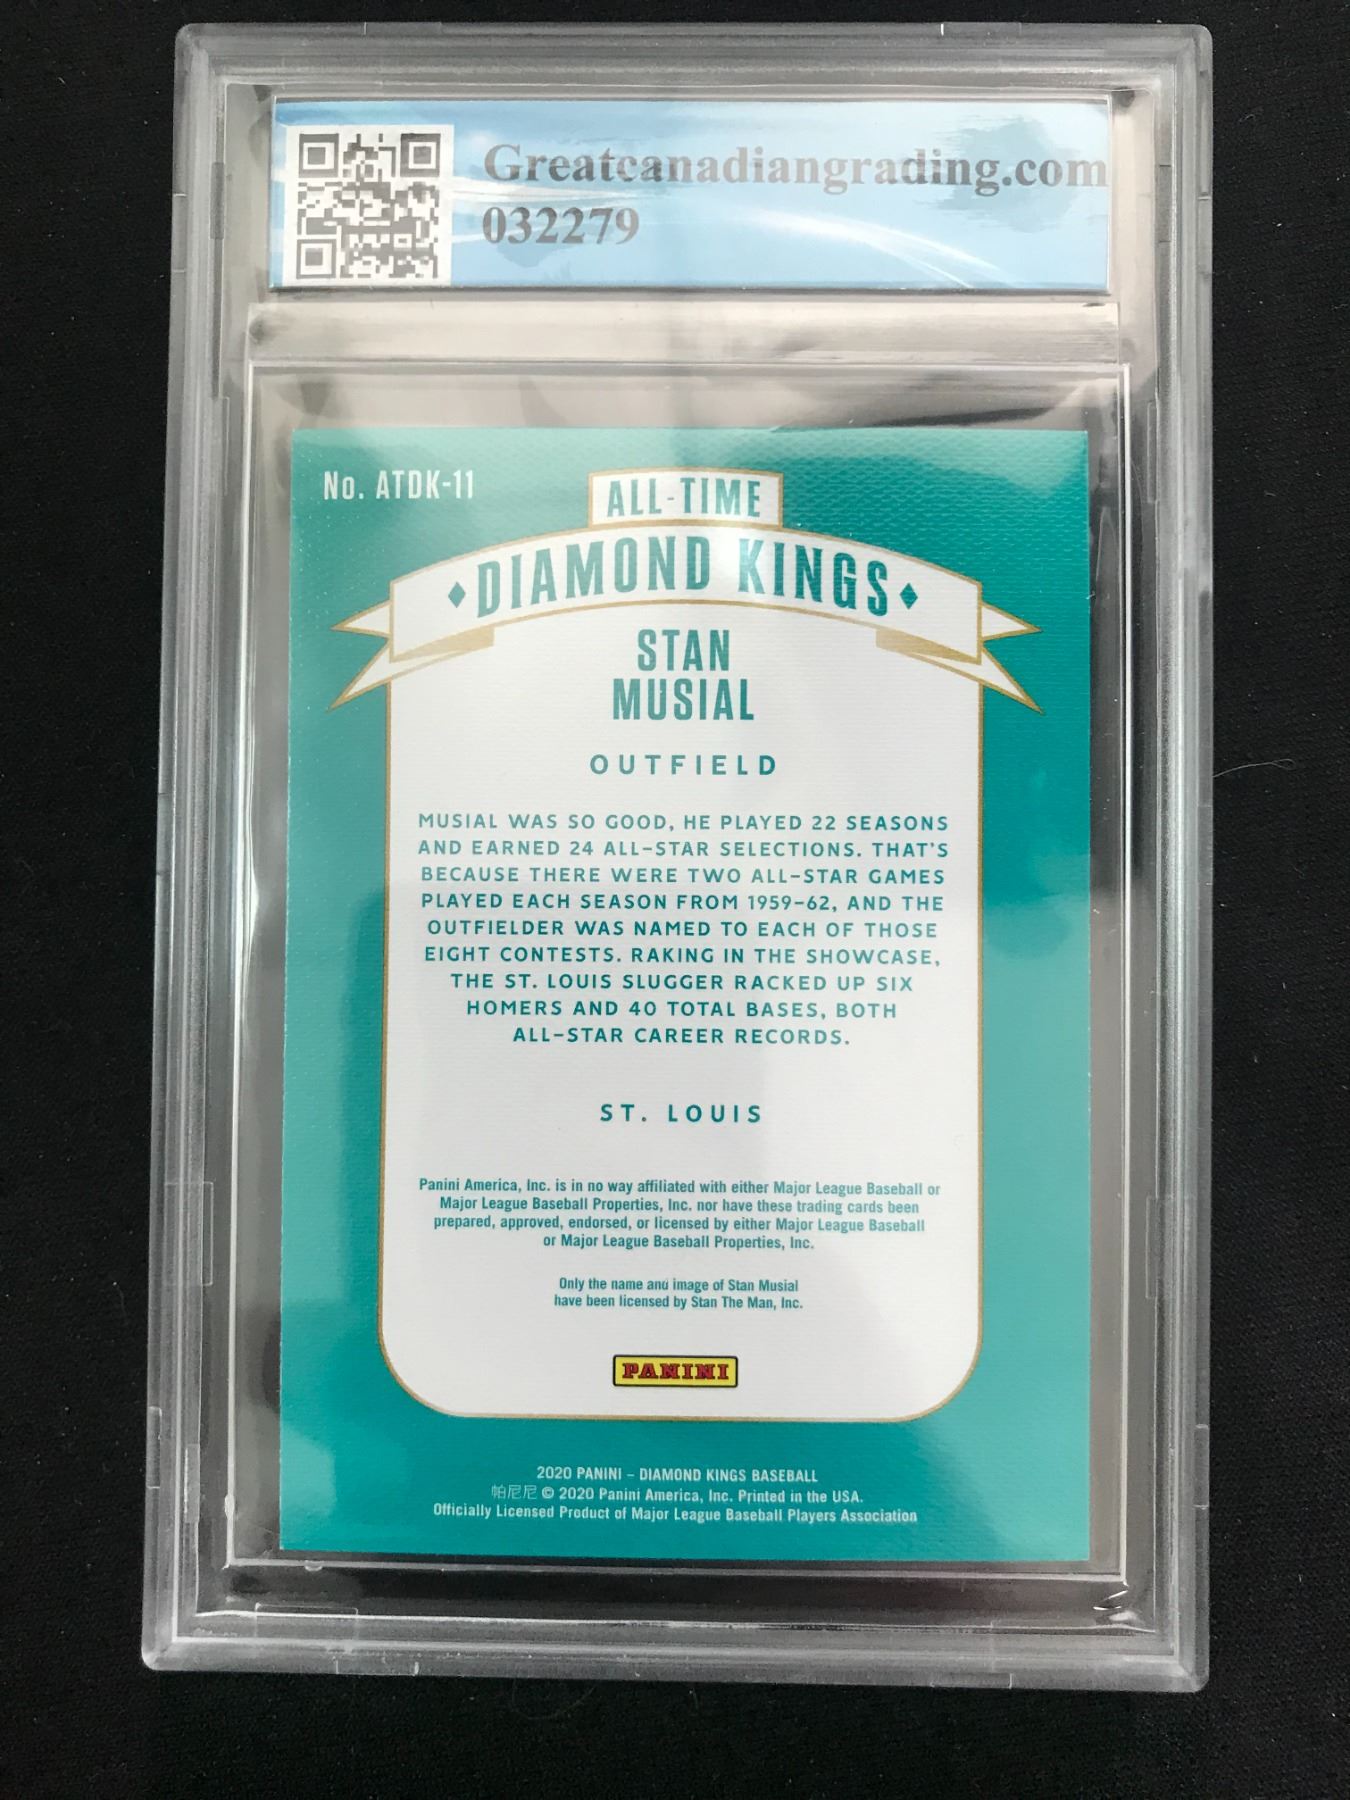 Greatcanadiangrading.com
032279
No. ATDK-11
ALL-TIME
DIAMOND KINGS
STAN
MUSIAL
OUTFIELD
MUSIAL WAS SO GOOD, HE PLAYED 22 SEASONS
AND EARNED 24 ALL-STAR SELECTIONS. THAT'S
BECAUSE THERE WERE TWO ALL-STAR GAMES
PLAYED EACH SEASON FROM 1959-62, AND THE
OUTFIELDER WAS NAMED TO EACH OF THOSE
EIGHT CONTESTS. RAKING IN THE SHOWCASE,
THE ST. LOUIS SLUGGER RACKED UP SIX
HOMERS AND 40 TOTAL BASES, BOTH
ALL-STAR CAREER RECORDS.
ST. LOUIS
Panini America, Inc. is in no way affiliated with either Major League Baseball or
Major League Baseball Properties, Inc. nor have these trading cards been
prepared, approved, endorsed, or licensed by either Major League Baseball
or Major League Baseball Properties, Inc.
Only the name and image of Stan Musial
have been licensed by Stan The Man, Inc.
PANINI
2020 PANINI – DIAMOND KINGS BASEBALL
帕尼尼 © 2020 Panini America, Inc. Printed in the USA.
Officially Licensed Product of Major League Baseball Players Association